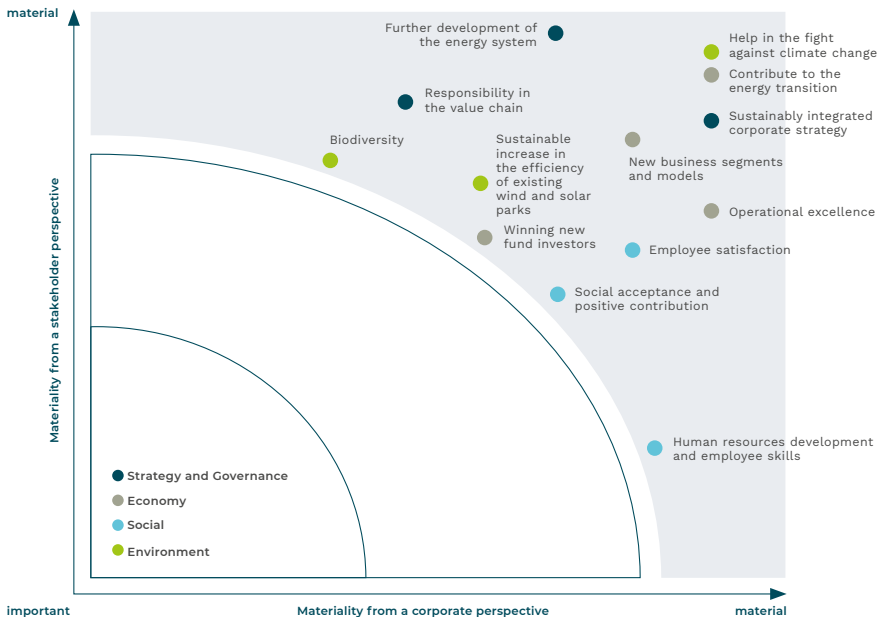 material
Further development of
the energy system
Help in the fight
against climate change
Contribute to the
energy transition
Responsibility in
the value chain
Sustainably integrated
corporate strategy
Biodiversity
Sustainable
increase in
the efficiency
of existing
wind and solar
parks
New business segments
and models
Operational excellence
Winning new
fund investors
Employee satisfaction
Social acceptance and
positive contribution
Human resources development
and employee skills
Materiality from a stakeholder perspective
Strategy and Governance
Economy
Social
Environment
important
Materiality from a corporate perspective
material